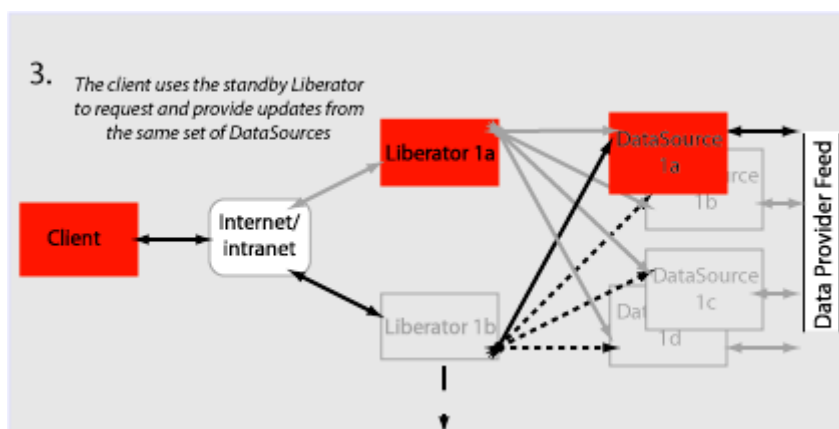 3.
The client uses the standby Liberator
to request and provide updates from
the same set of DataSources
Liberator 1a
DataSource
1a
1b
Client
Internet/
intranet
Liberator 1b
DataSource
1c
1d
Data Provider Feed